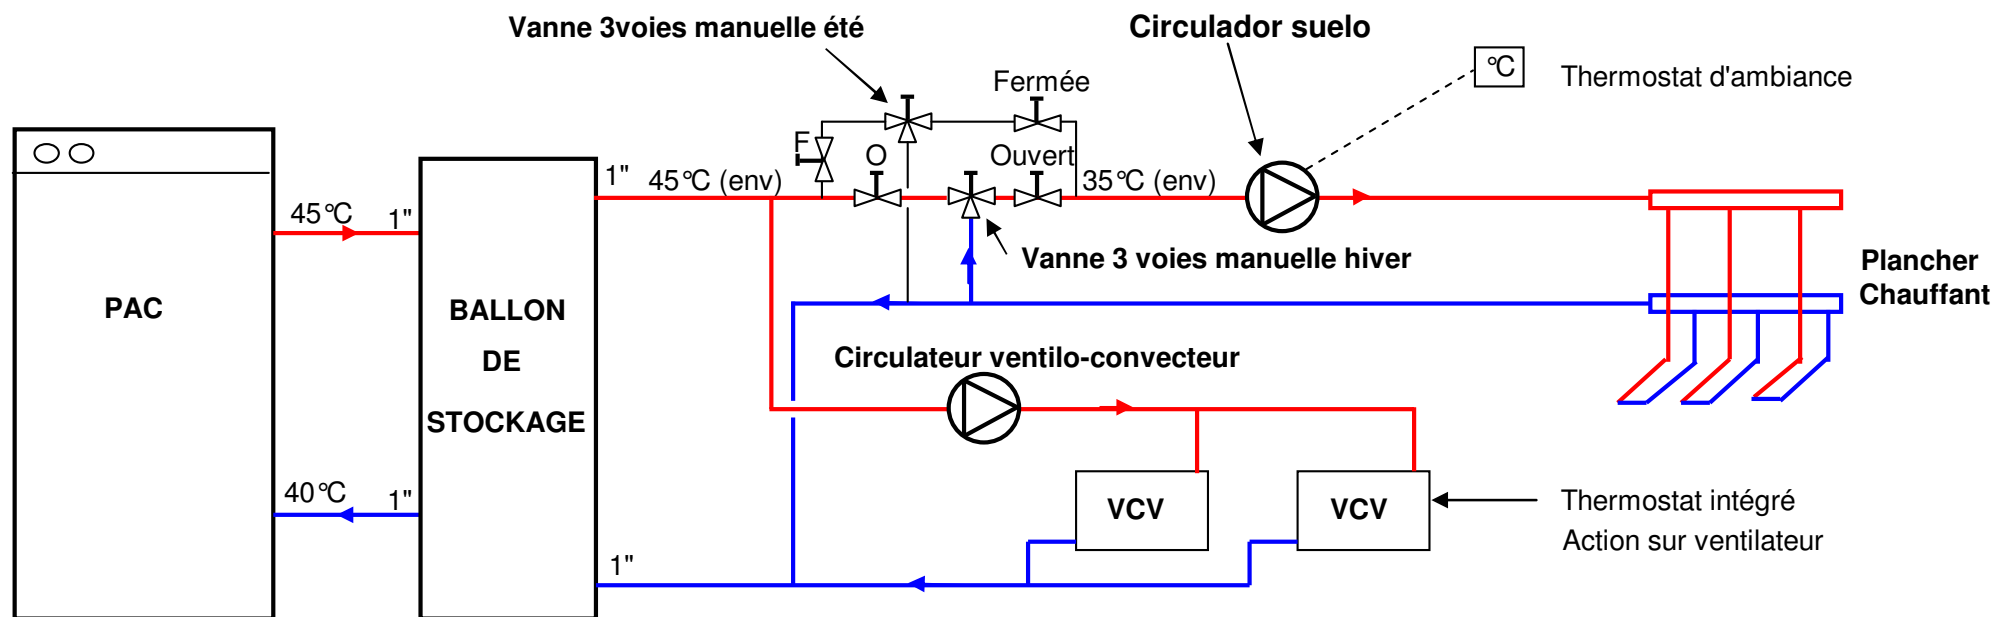 Vanne 3voies manuelle été
Circulador suelo
°C
Thermostat d'ambiance
Fermée
F
O
Ouvert
1"
45°C (env)
35°C (env)
45°C
1"
Vanne 3 voies manuelle hiver
Plancher
Chauffant
PAC
BALLON
DE
STOCKAGE
Circulateur ventilo-convecteur
40°C
1"
VCV
VCV
Thermostat intégré
Action sur ventilateur
1"